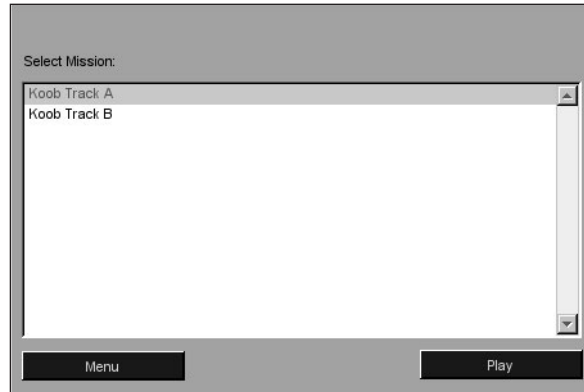 Select Mission:
Koob Track A
Koob Track B
Menu
Play